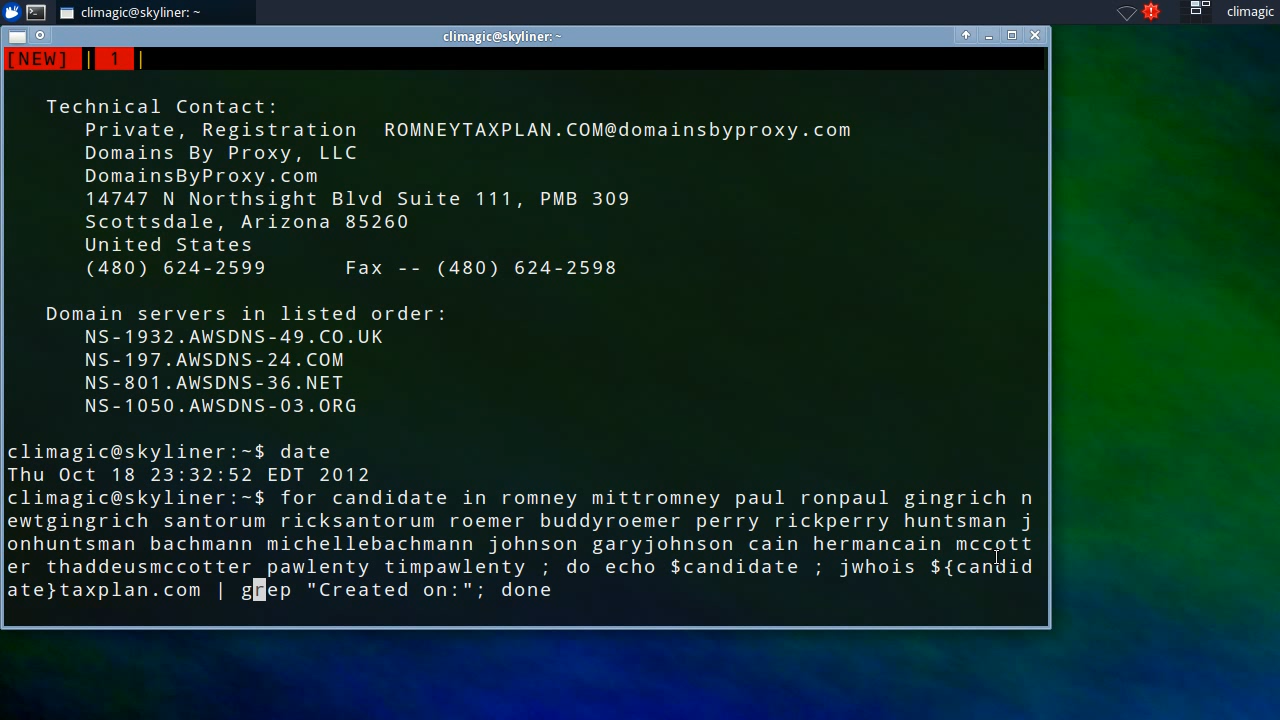 climagic@skyliner: ~
climagic
climagic@skyliner: ~
[NEW] | 1 |
Technical Contact:
Private, Registration  ROMNEYTAXPLAN.COM@domainsbyproxy.com
Domains By Proxy, LLC
DomainsByProxy.com
14747 N Northsight Blvd Suite 111, PMB 309
Scottsdale, Arizona 85260
United States
(480) 624-2599      Fax -- (480) 624-2598
Domain servers in listed order:
NS-1932.AWSDNS-49.CO.UK
NS-197.AWSDNS-24.COM
NS-801.AWSDNS-36.NET
NS-1050.AWSDNS-03.ORG
climagic@skyliner:~$ date
Thu Oct 18 23:32:52 EDT 2012
climagic@skyliner:~$ for candidate in romney mittromney paul ronpaul gingrich n
ewtgingrich santorum ricksantorum roemer buddyroemer perry rickperry huntsman j
onhuntsman bachmann michellebachmann johnson garyjohnson cain hermancain mccott
er thaddeusmccotter pawlenty timpawlenty ; do echo $candidate ; jwhois ${candid
ate}taxplan.com | grep "Created on:"; done